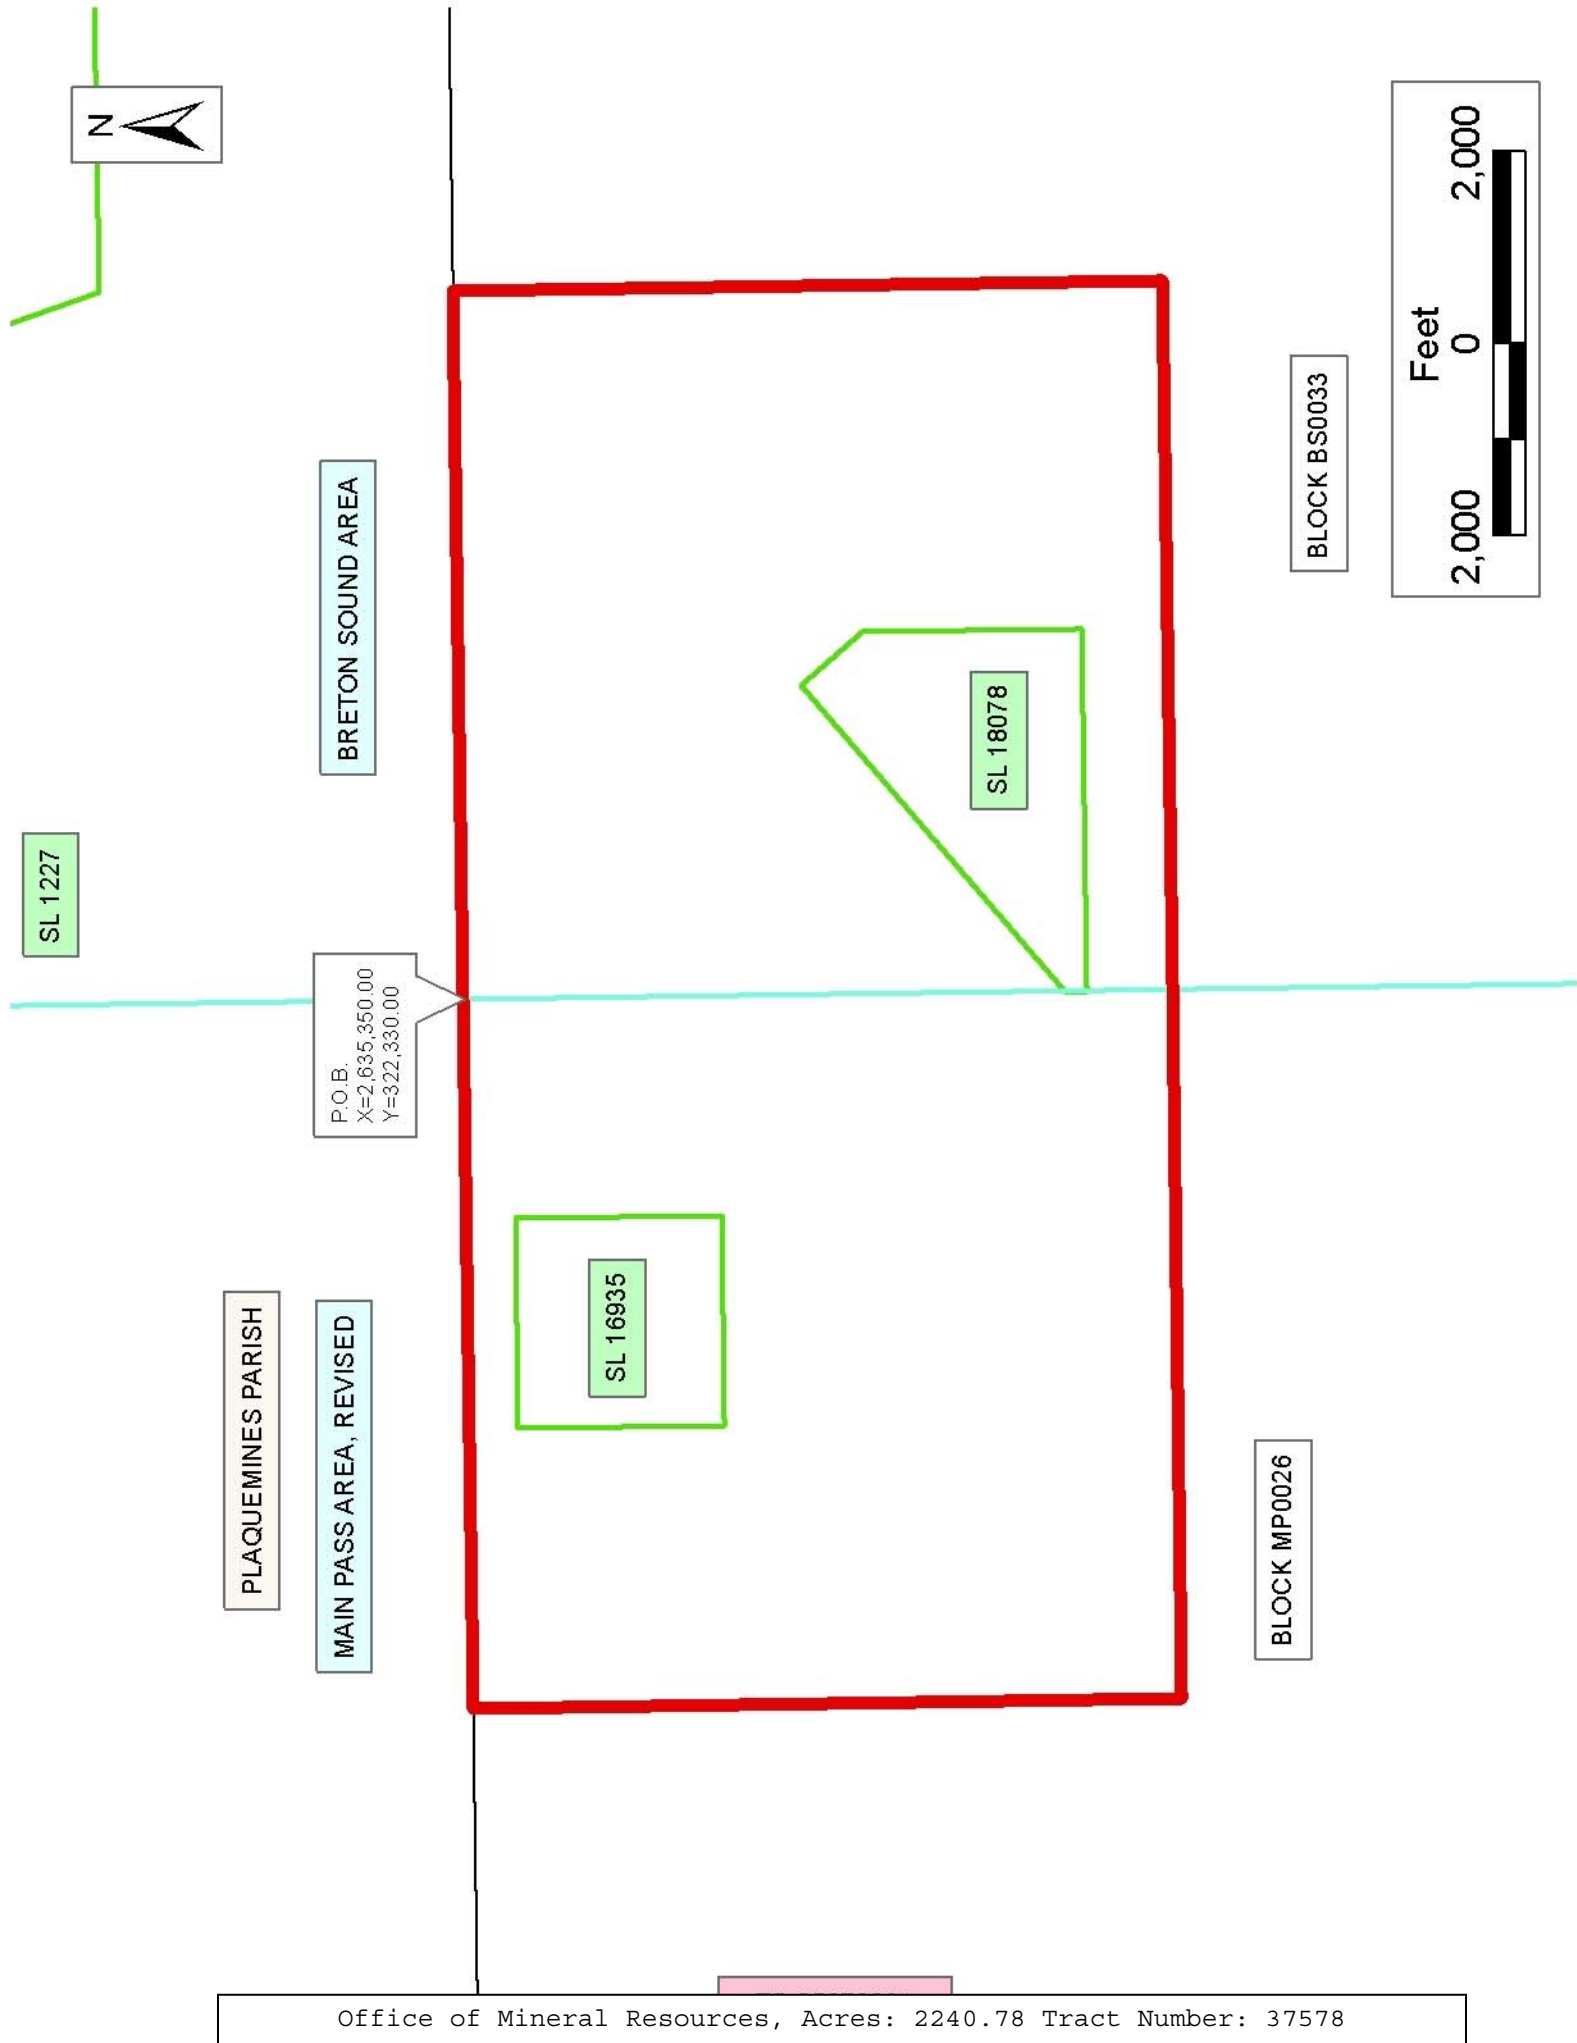 SL 1227
N
PLAQUEMINES PARISH
MAIN PASS AREA, REVISED
P.O.B.
X=2,635,350.00
Y=322,330.00
BRETON SOUND AREA
SL 16935
SL 18078
BLOCK MP0026
BLOCK BS0033
Feet
2,000 0 2,000
Office of Mineral Resources, Acres: 2240.78 Tract Number: 37578